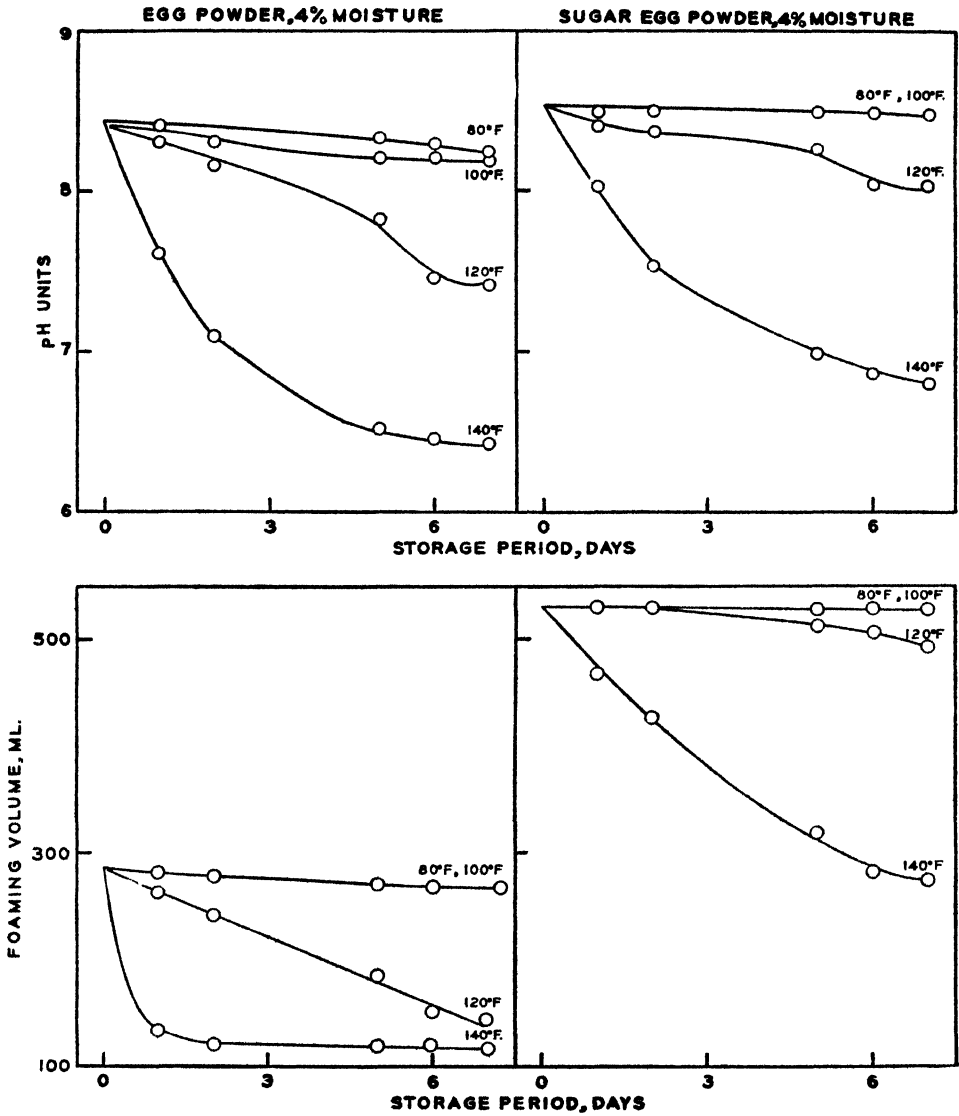 EGG POWDER, 4% MOISTURE
SUGAR EGG POWDER, 4% MOISTURE
9
8
7
6
pH UNITS
80°F
100°F.
120°F
140°F
80°F, 100°F.
120°F.
140°F
0 3 6
0 3 6
STORAGE PERIOD, DAYS
500
300
100
FOAMING VOLUME, ML.
80°F, 100°F
120°F
140°F.
80°F, 100°F
120°F
140°F
0 3 6
0 3 6
STORAGE PERIOD, DAYS